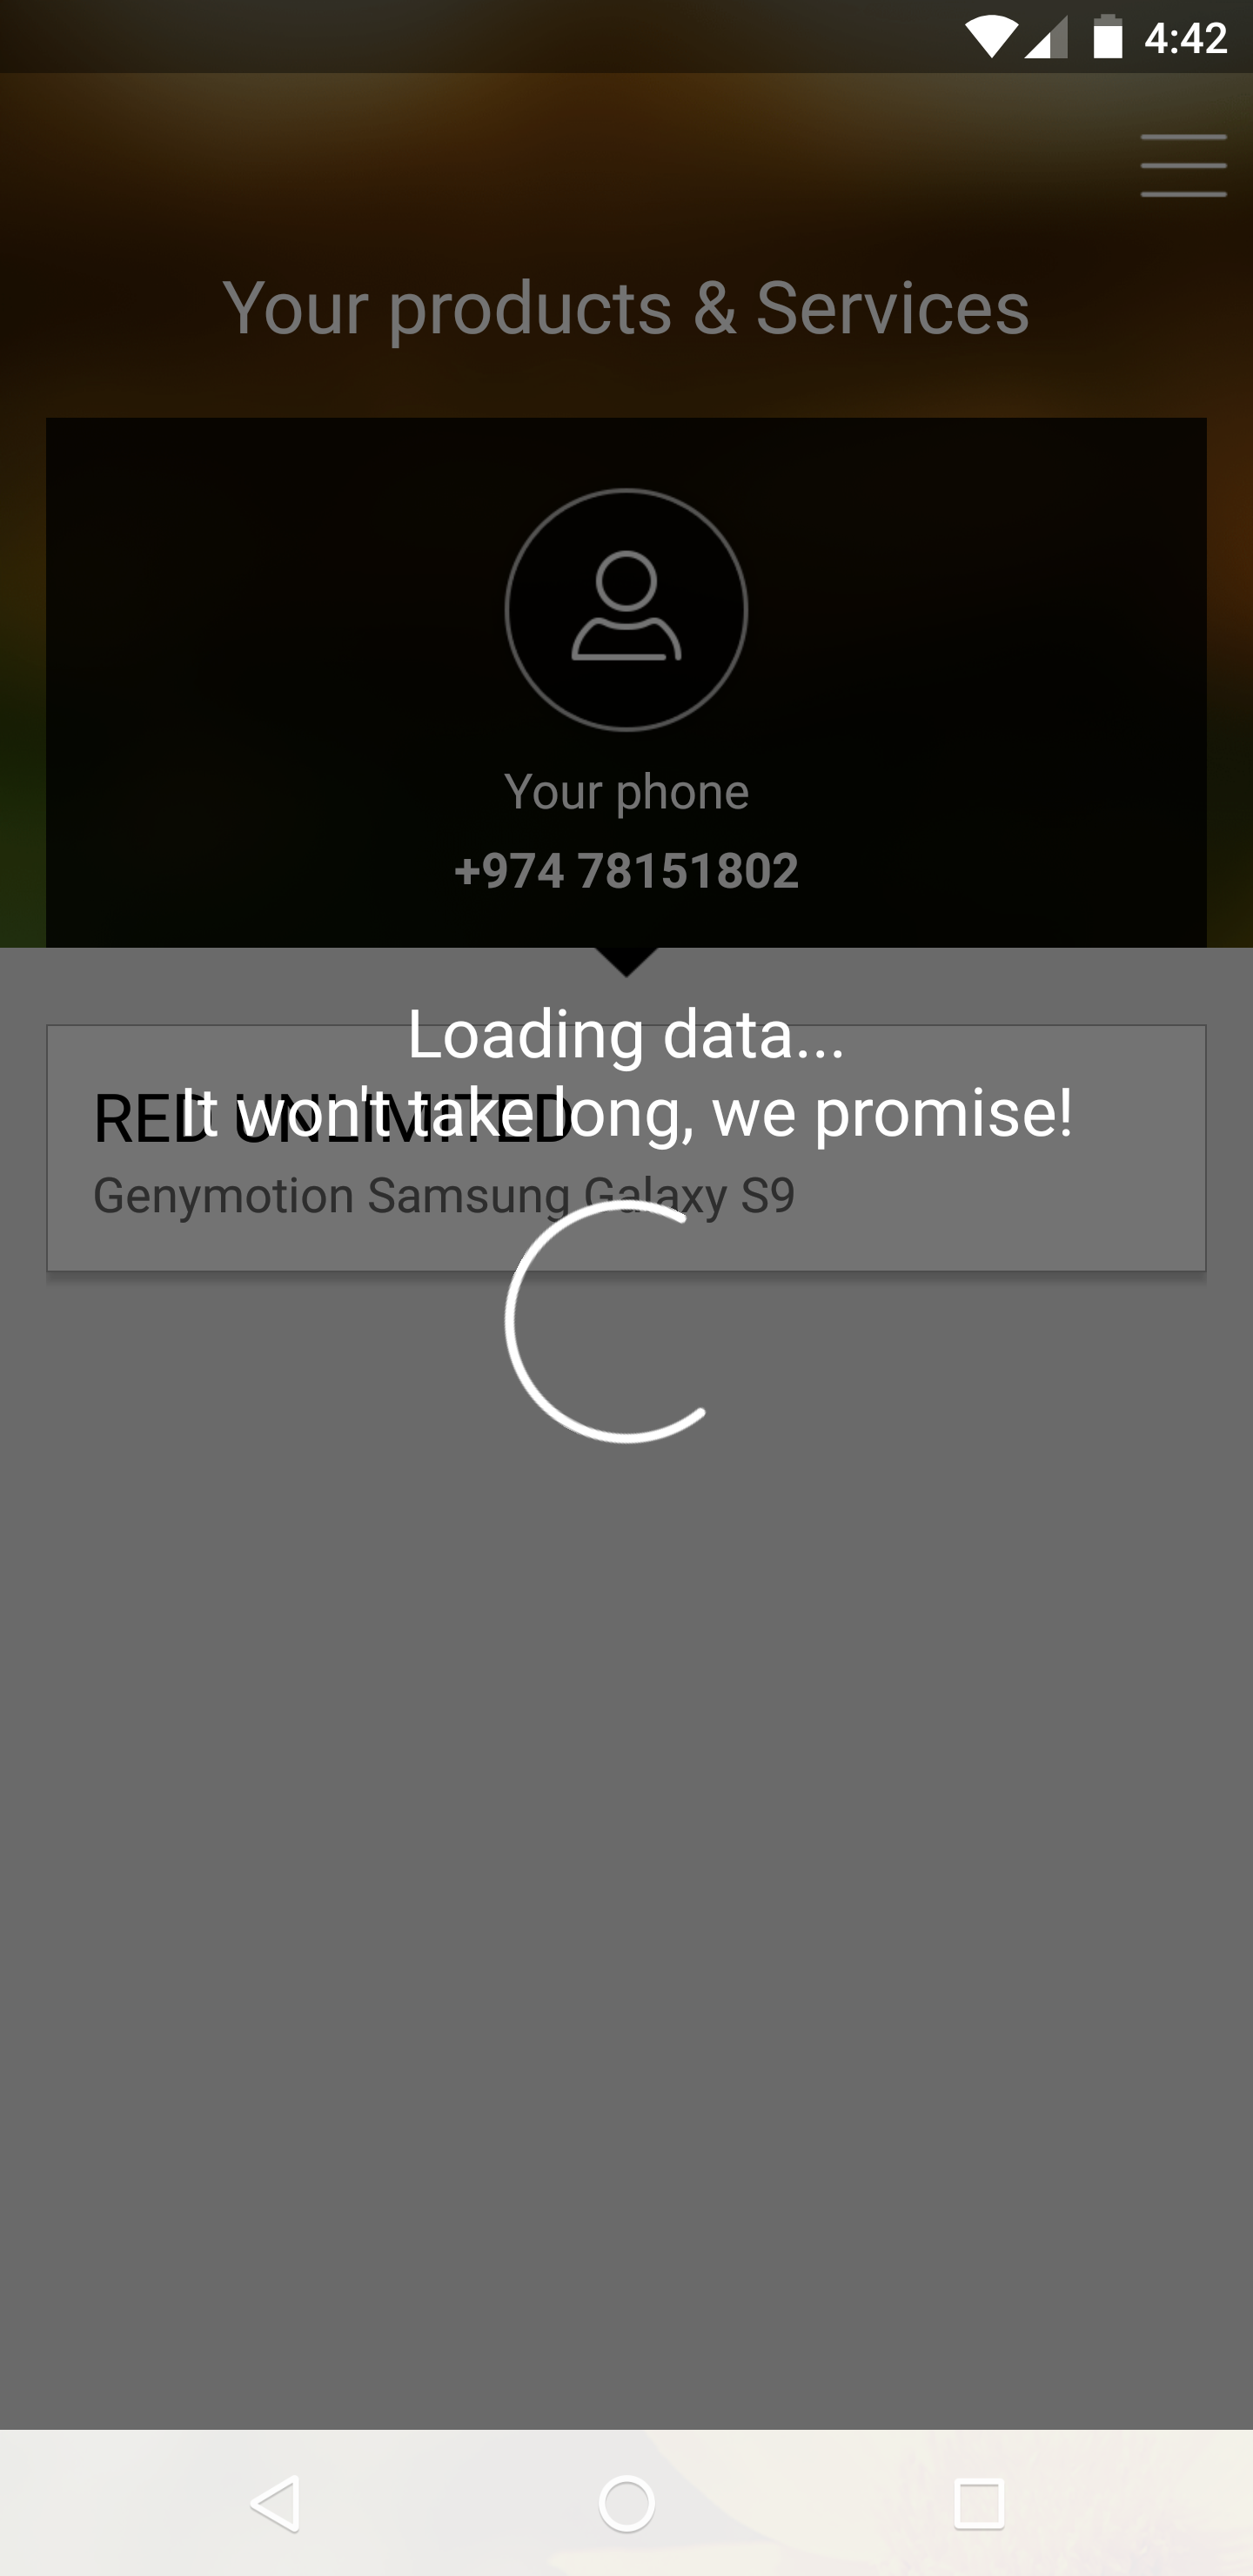 4:42
Your products & Services
Your phone
+974 78151802
Loading data...
It won't take long, we promise!
RED UNLIMITED
Genymotion Samsung Galaxy S9